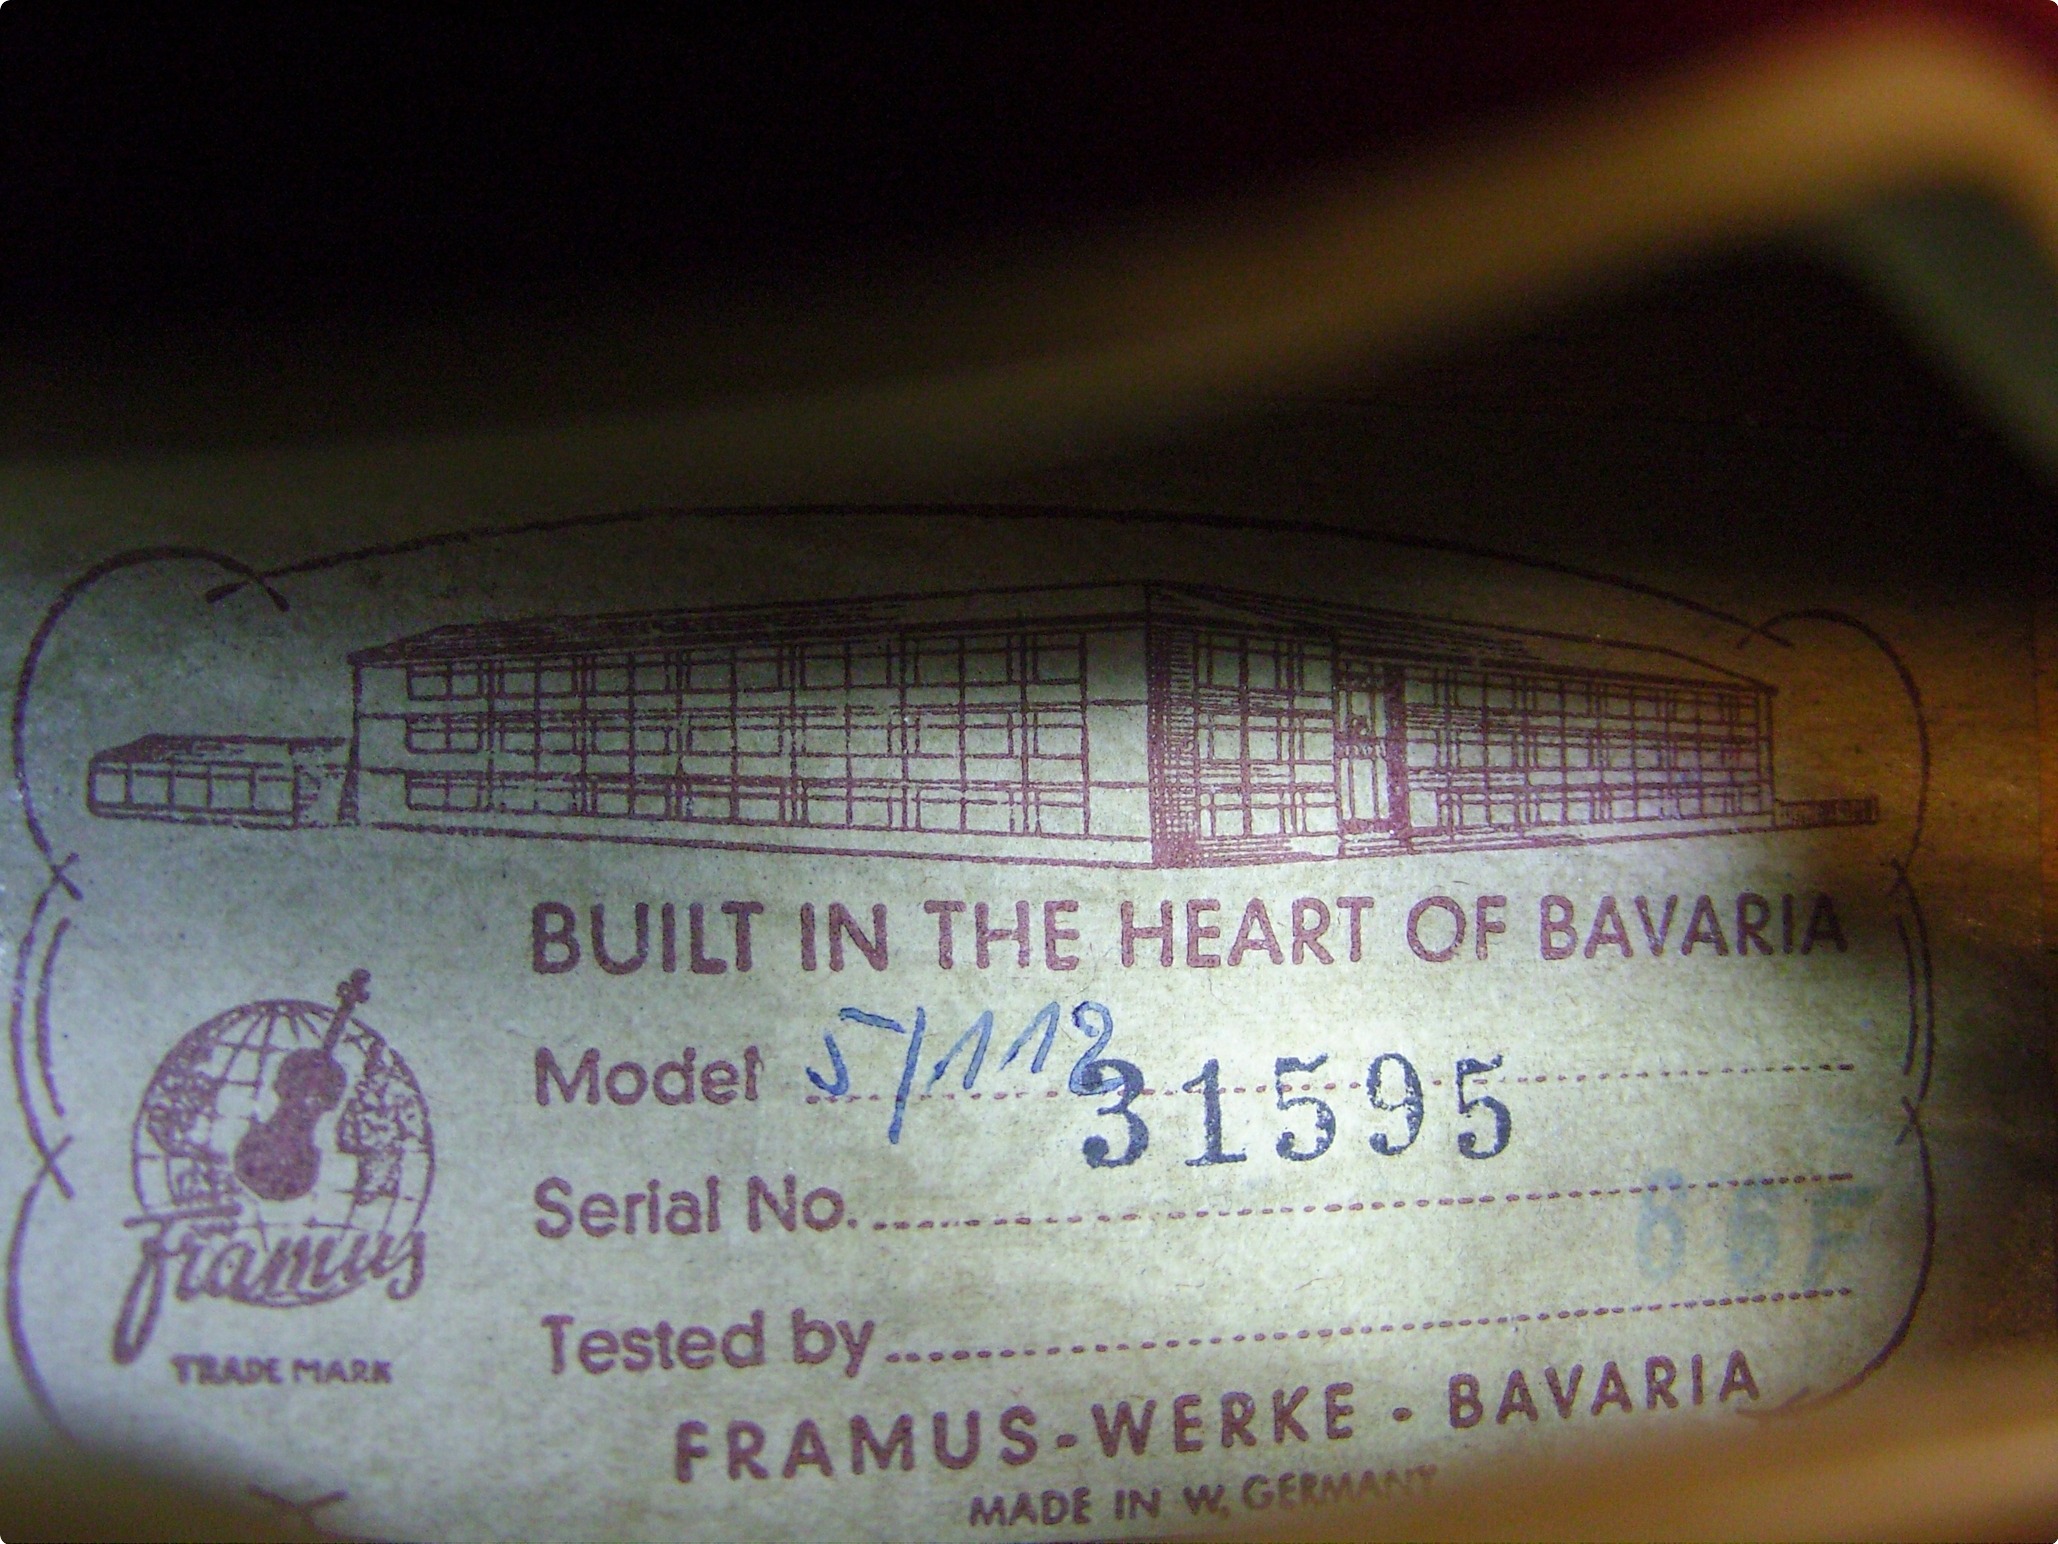 BUILT IN THE HEART OF BAVARIA
Model 5/112
31595
Serial No.
65F
Tested by
Framus
TRADE MARK
FRAMUS-WERKE - BAVARIA
MADE IN W. GERMANY